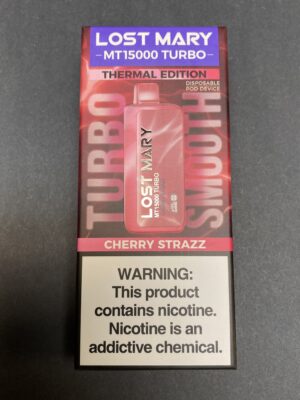 LOST MARY
MT15000 TURBO
THERMAL EDITION
DISPOSABLE
POD DEVICE
TURBO
SMOOTH
LOST MARY
MT15000 TURBO
CHERRY STRAZZ
WARNING:
This product
contains nicotine.
Nicotine is an
addictive chemical.